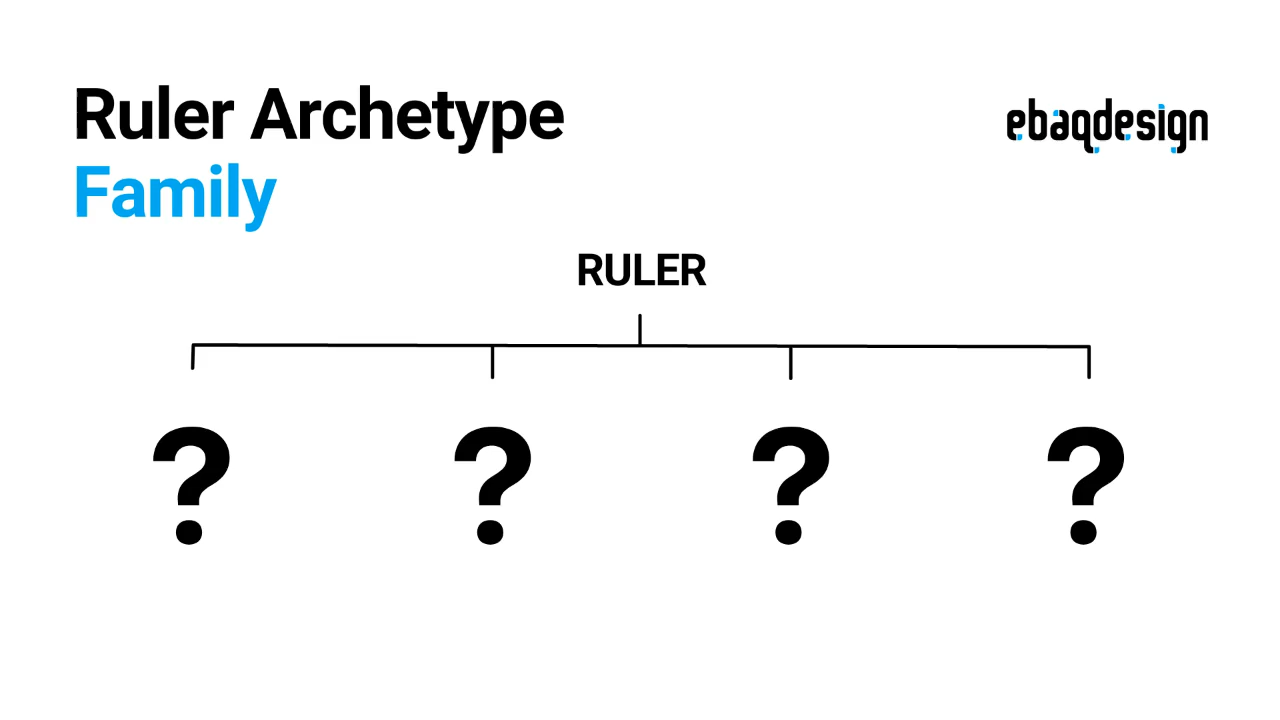 Ruler Archetype
Family
ebaqdesign
RULER
? ? ? ?